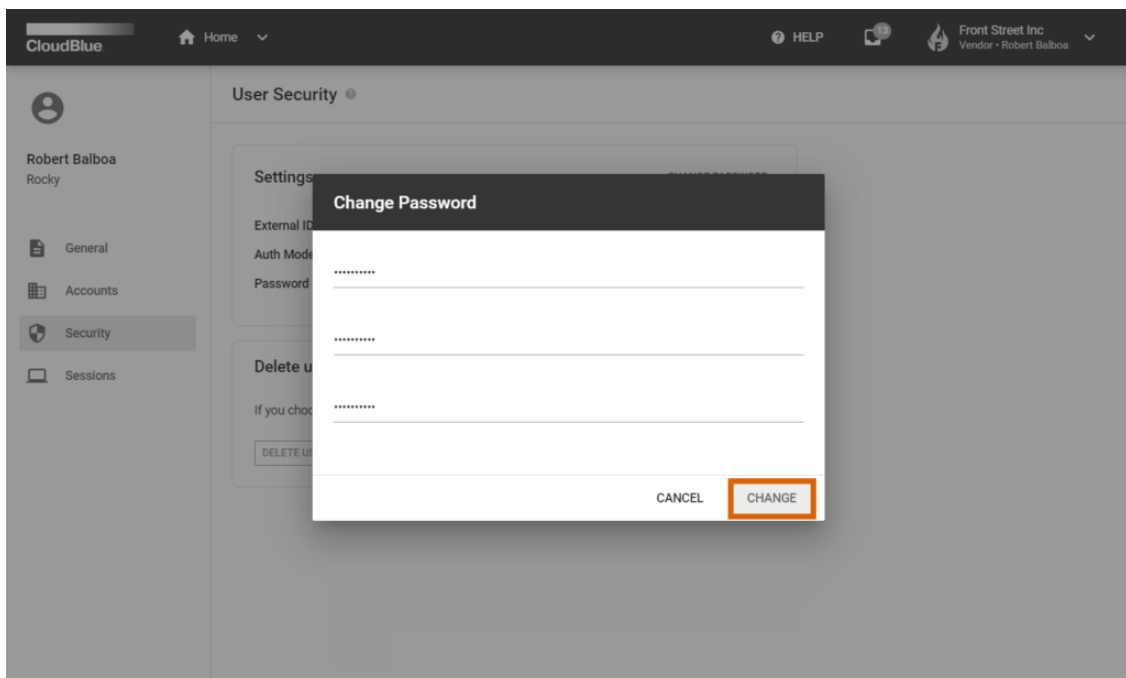 CloudBlue
Home
HELP
13
Front Street Inc
Vendor • Robert Balboa
Robert Balboa
Rocky
General
Accounts
Security
Sessions
User Security
Settings
External ID
Auth Mode
Password
Delete
If you
DELETE
Change Password
••••••••••
••••••••••
••••••••••
CANCEL
CHANGE